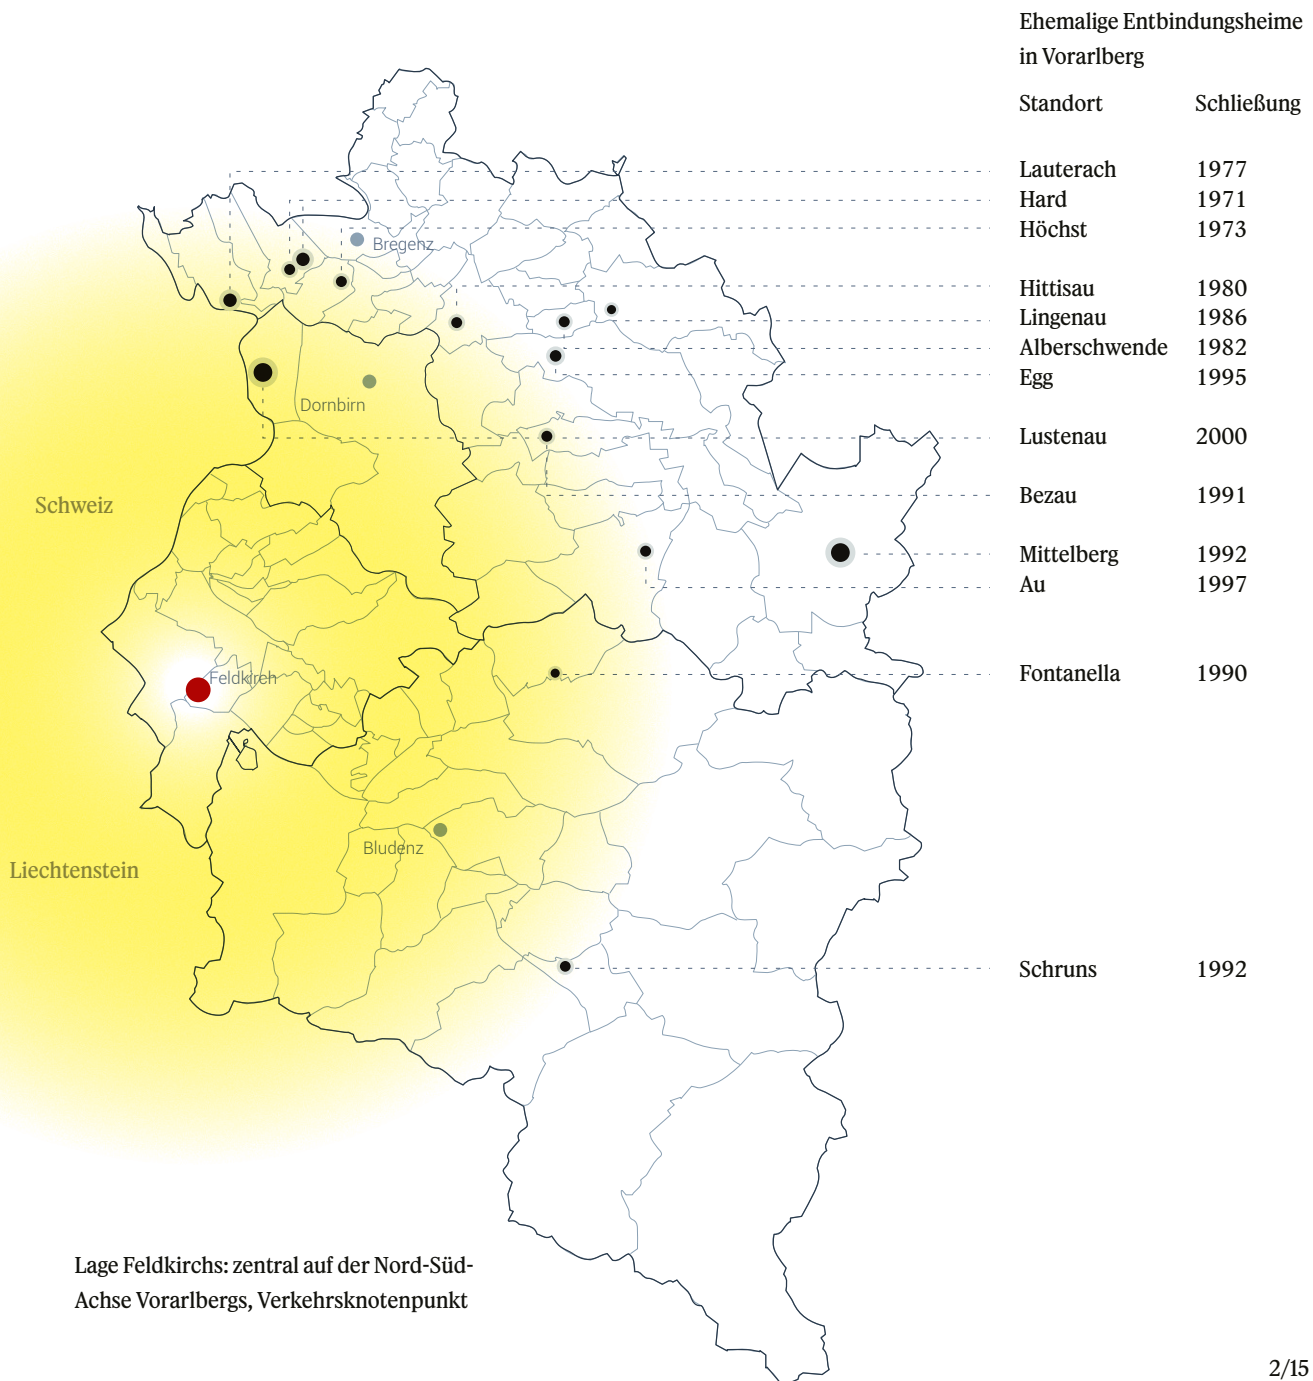 Ehemalige Entbindungsheime
in Vorarlberg
Standort Schließung
Lauterach 1977
Hard 1971
Höchst 1973
Hittisau 1980
Lingenau 1986
Alberschwende 1982
Egg 1995
Lustenau 2000
Bezau 1991
Mittelberg 1992
Au 1997
Fontanella 1990
Schruns 1992
Bregenz
Dornbirn
Schweiz
Feldkirch
Bludenz
Liechtenstein
Lage Feldkirchs: zentral auf der Nord-Süd-
Achse Vorarlbergs, Verkehrsknotenpunkt
2/15